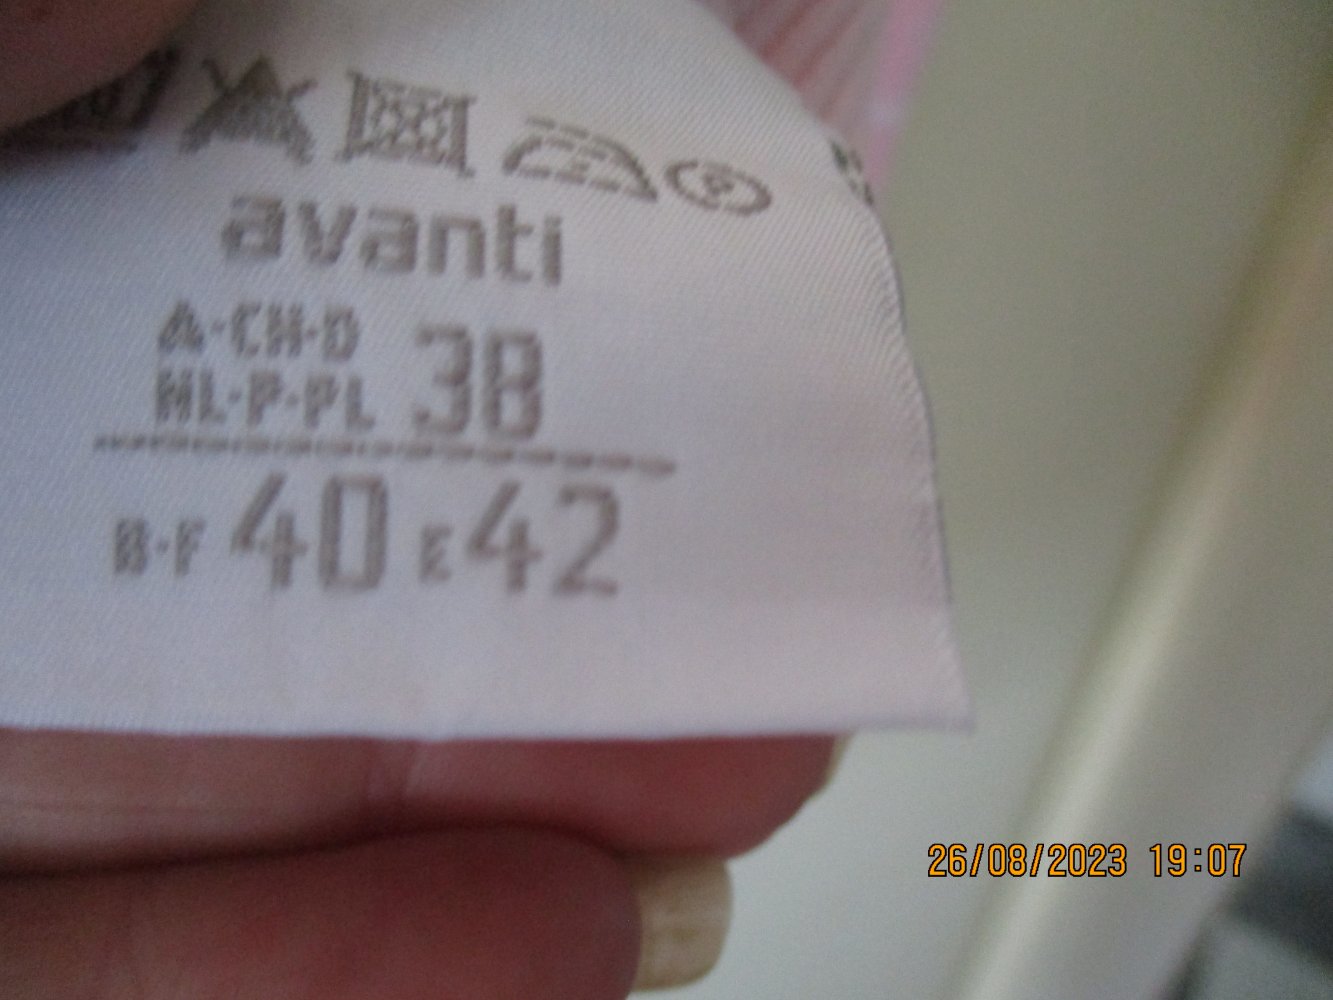 avanti
A·CH·D 38
NL·P·PL
B·F 40 E 42
26/08/2023 19:07